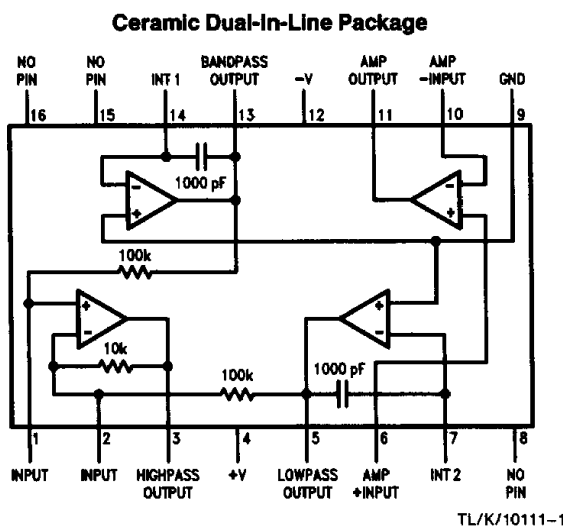 Ceramic Dual-In-Line Package
NO PIN
NO PIN
INT 1
BANDPASS OUTPUT
-V
AMP OUTPUT
AMP -INPUT
GND
16
15
14
13
12
11
10
9
1000 pF
-
+
-
+
100k
+
-
+
-
10k
100k
1000 pF
1
2
3
4
5
6
7
8
INPUT
INPUT
HIGHPASS OUTPUT
+V
LOWPASS OUTPUT
AMP +INPUT
INT 2
NO PIN
TL/K/10111-1